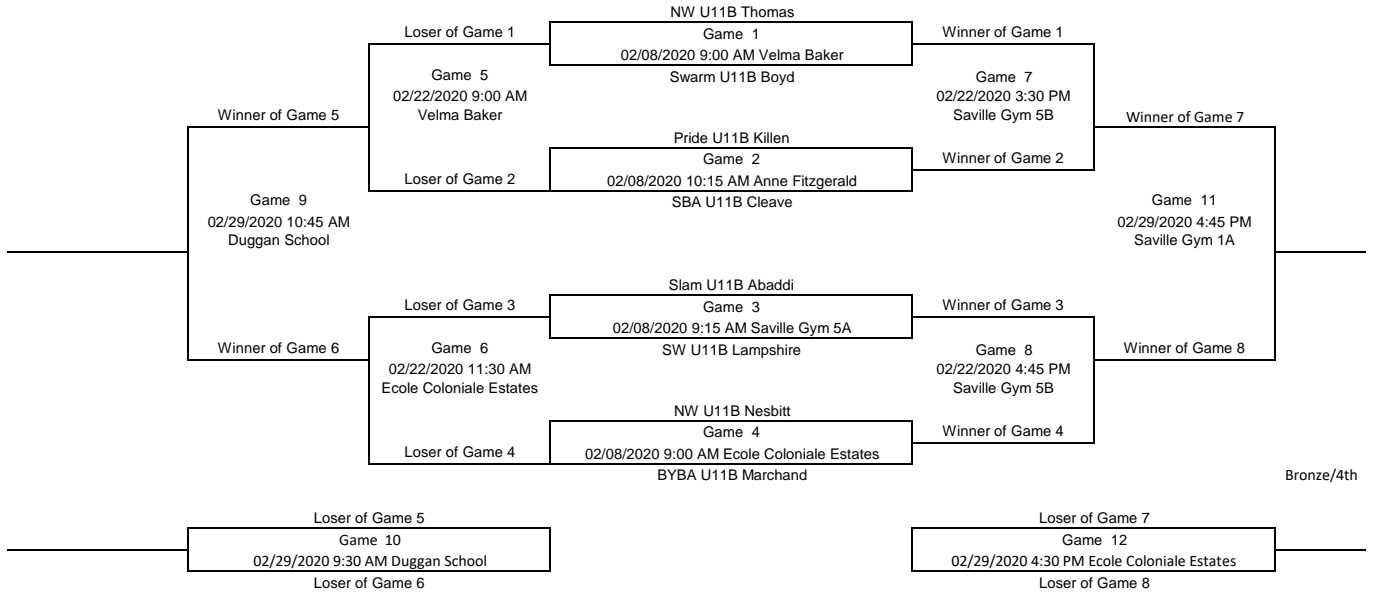 NW U11B Thomas
Loser of Game 1
Game 1
Winner of Game 1
02/08/2020 9:00 AM Velma Baker
Game 5
Swarm U11B Boyd
Game 7
02/22/2020 9:00 AM
02/22/2020 3:30 PM
Winner of Game 5
Velma Baker
Saville Gym 5B
Winner of Game 7
Pride U11B Killen
Game 2
Winner of Game 2
Loser of Game 2
02/08/2020 10:15 AM Anne Fitzgerald
Game 9
SBA U11B Cleave
Game 11
02/29/2020 10:45 AM
02/29/2020 4:45 PM
Duggan School
Saville Gym 1A
Slam U11B Abaddi
Loser of Game 3
Game 3
Winner of Game 3
02/08/2020 9:15 AM Saville Gym 5A
Winner of Game 6
Game 6
SW U11B Lampshire
Game 8
Winner of Game 8
02/22/2020 11:30 AM
02/22/2020 4:45 PM
Ecole Coloniale Estates
Saville Gym 5B
NW U11B Nesbitt
Game 4
Winner of Game 4
Loser of Game 4
02/08/2020 9:00 AM Ecole Coloniale Estates
BYBA U11B Marchand
Bronze/4th
Loser of Game 5
Loser of Game 7
Game 10
Game 12
02/29/2020 9:30 AM Duggan School
02/29/2020 4:30 PM Ecole Coloniale Estates
Loser of Game 6
Loser of Game 8